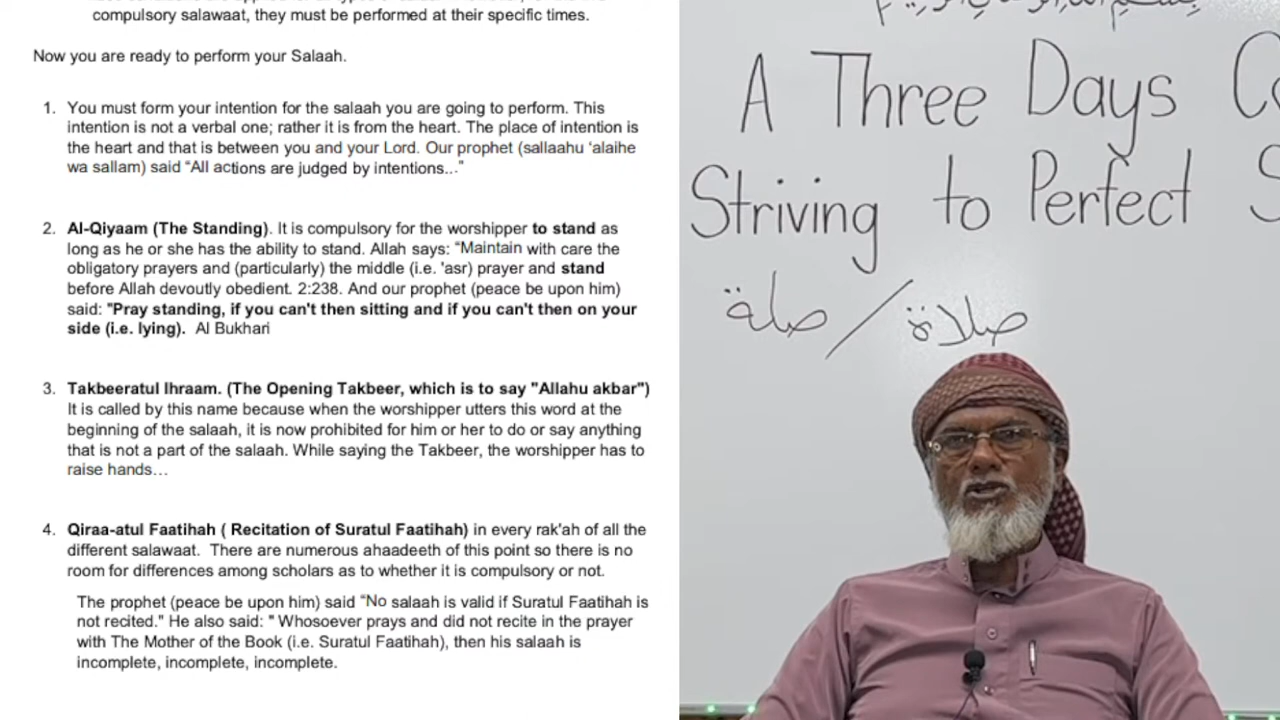 compulsory salawaat, they must be performed at their specific times.
Now you are ready to perform your Salaah.
1. You must form your intention for the salaah you are going to perform. This
intention is not a verbal one; rather it is from the heart. The place of intention is
the heart and that is between you and your Lord. Our prophet (sallaahu ‘alaihe
wa sallam) said “All actions are judged by intentions...”
2. Al-Qiyaam (The Standing). It is compulsory for the worshipper to stand as
long as he or she has the ability to stand. Allah says: “Maintain with care the
obligatory prayers and (particularly) the middle (i.e. 'asr) prayer and stand
before Allah devoutly obedient. 2:238. And our prophet (peace be upon him)
said: "Pray standing, if you can't then sitting and if you can't then on your
side (i.e. lying). Al Bukhari
3. Takbeeratul Ihraam. (The Opening Takbeer, which is to say "Allahu akbar")
It is called by this name because when the worshipper utters this word at the
beginning of the salaah, it is now prohibited for him or her to do or say anything
that is not a part of the salaah. While saying the Takbeer, the worshipper has to
raise hands…
4. Qiraa-atul Faatihah ( Recitation of Suratul Faatihah) in every rak'ah of all the
different salawaat. There are numerous ahaadeeth of this point so there is no
room for differences among scholars as to whether it is compulsory or not.
The prophet (peace be upon him) said “No salaah is valid if Suratul Faatihah is
not recited." He also said: " Whosoever prays and did not recite in the prayer
with The Mother of the Book (i.e. Suratul Faatihah), then his salaah is
incomplete, incomplete, incomplete.
A Three Days
Striving to Perfect
صلاة / صلة